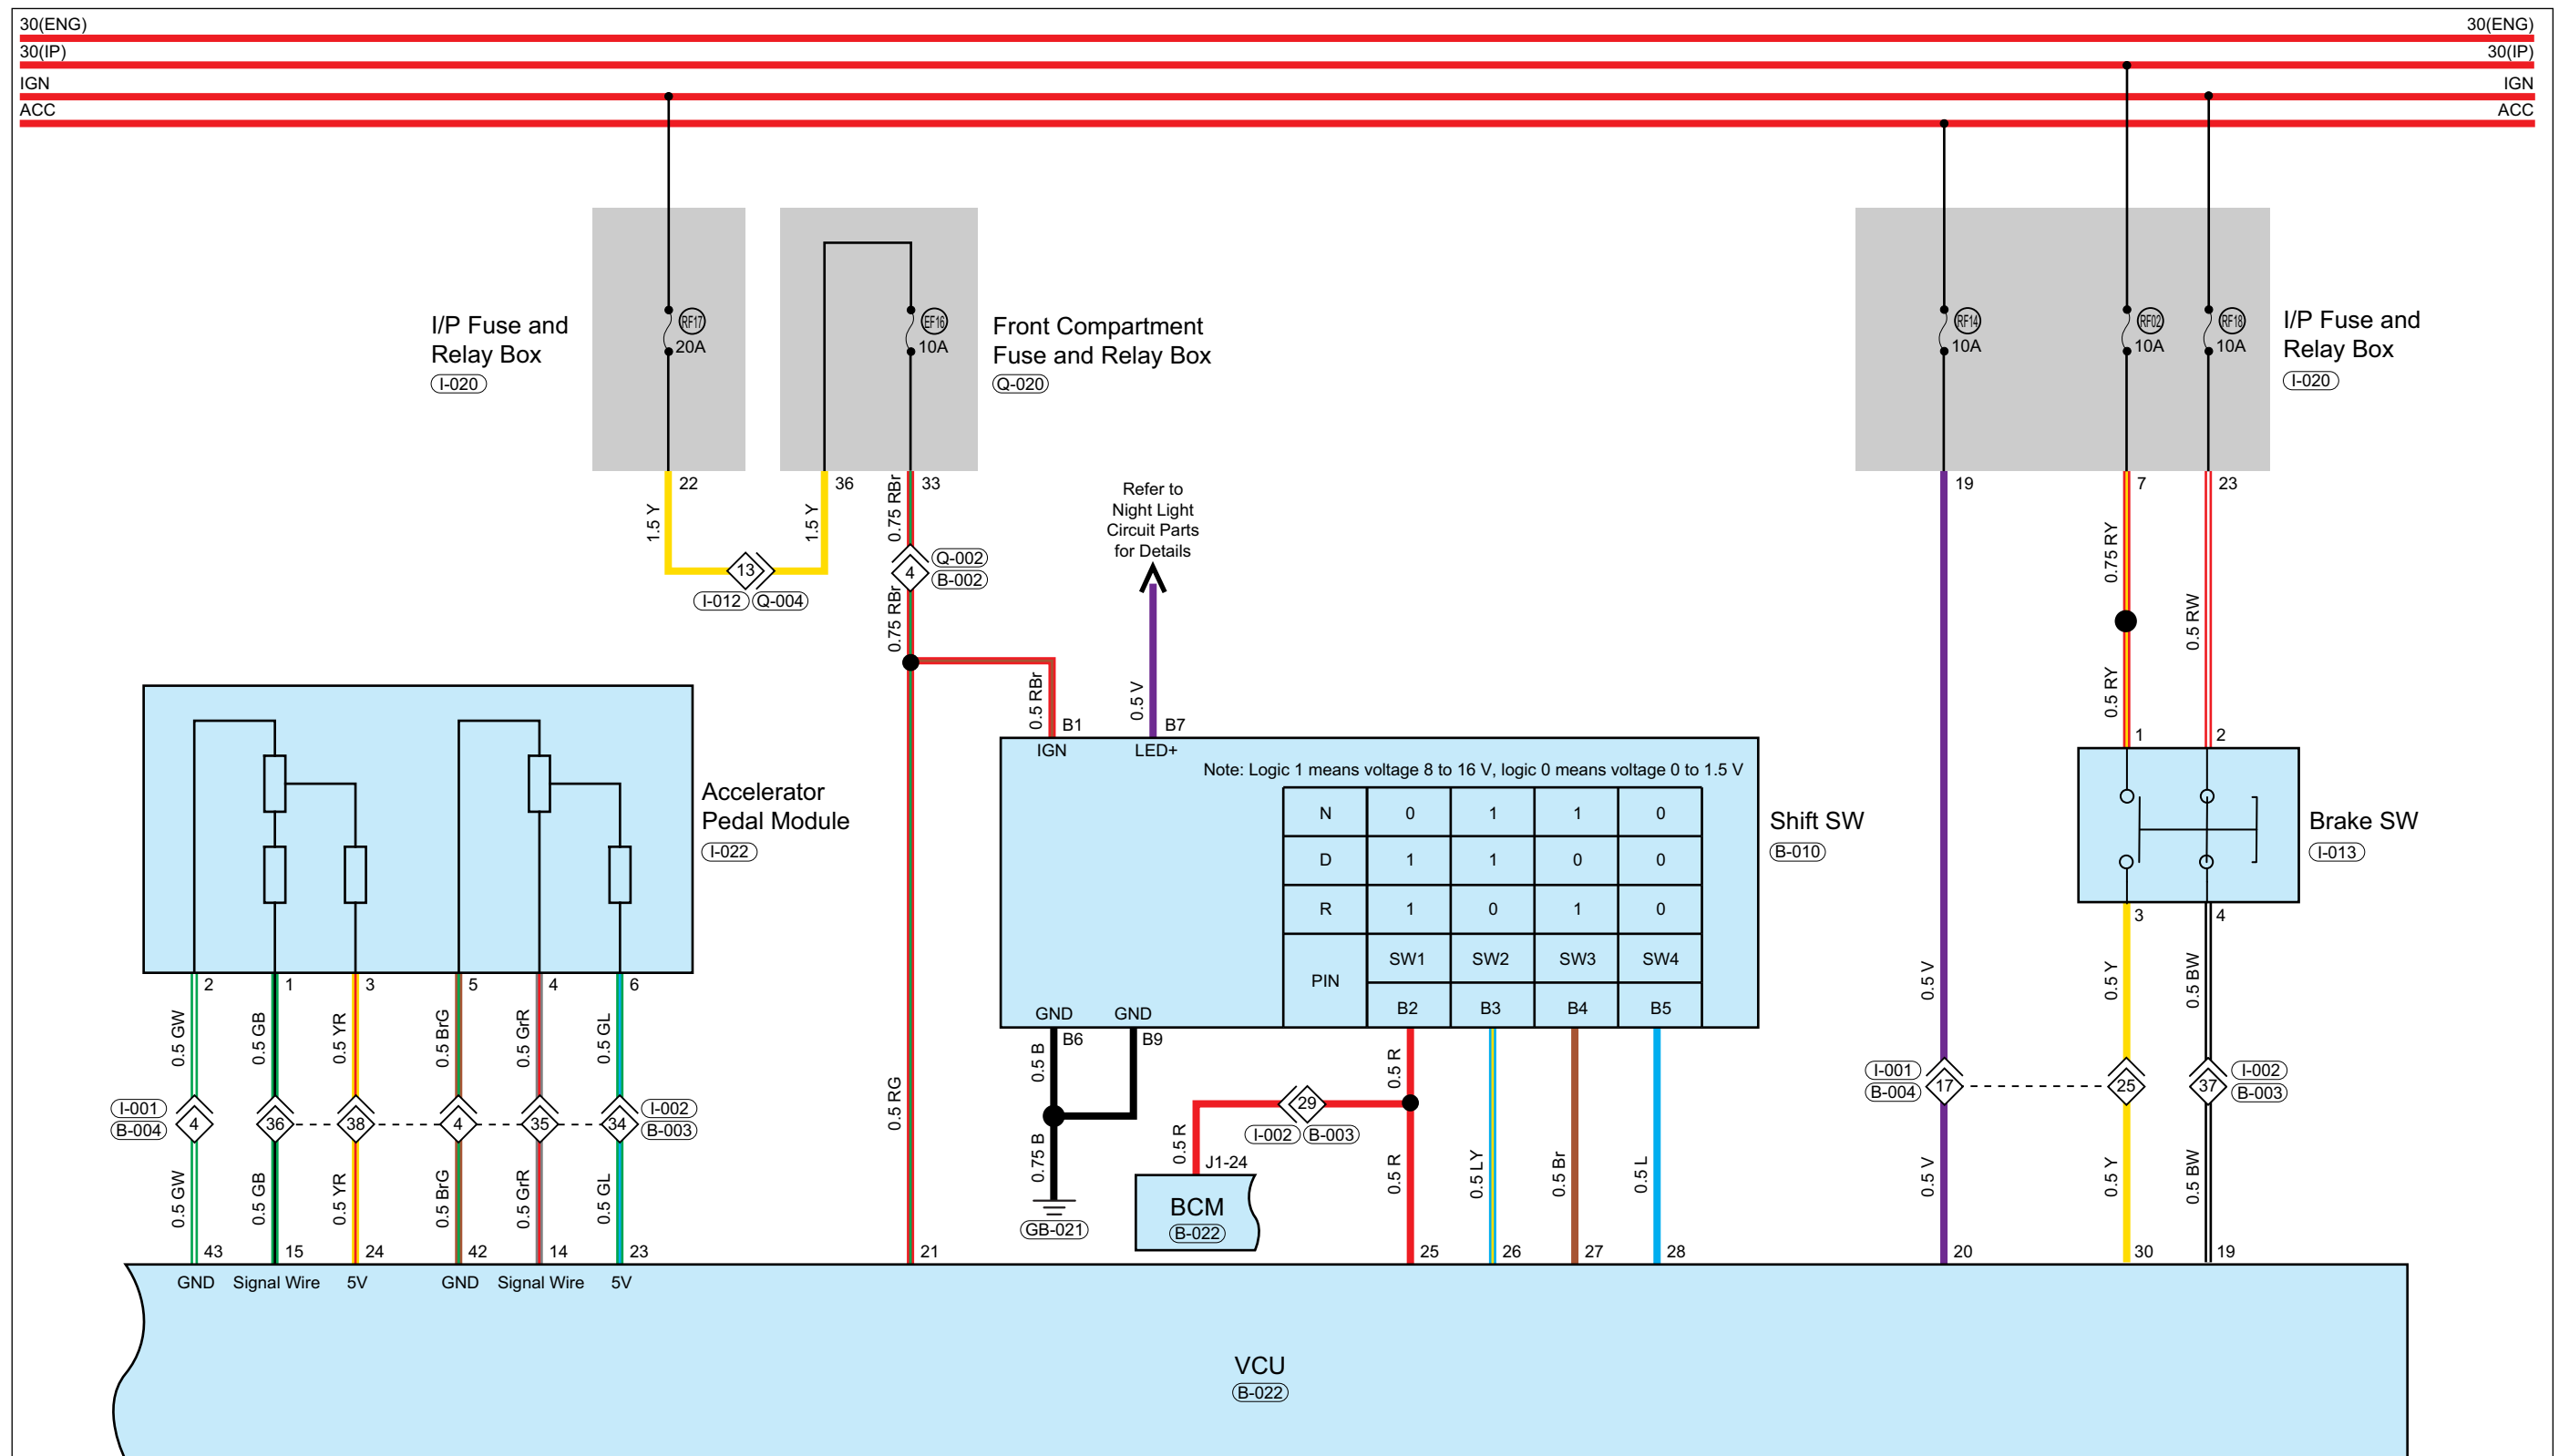 30(ENG) 30(ENG)
30(IP) 30(IP)
IGN IGN
ACC ACC
I/P Fuse and
Relay Box
I-020
RF17
20A
EF16
10A
Front Compartment
Fuse and Relay Box
Q-020
RF14
10A
RF02
10A
RF18
10A
I/P Fuse and
Relay Box
I-020
22
36
33
19
7
23
1.5 Y
1.5 Y
0.75 RBr
13
I-012 Q-004
4
Q-002
B-002
0.75 RBr
Refer to
Night Light
Circuit Parts
for Details
0.75 RY
0.5 RW
0.5 RY
0.5 RBr
B1
0.5 V
B7
1
2
Accelerator
Pedal Module
I-022
IGN
LED+
Note: Logic 1 means voltage 8 to 16 V, logic 0 means voltage 0 to 1.5 V
N 0 1 1 0
D 1 1 0 0
R 1 0 1 0
PIN
SW1 SW2 SW3 SW4
B2 B3 B4 B5
GND GND
Shift SW
B-010
Brake SW
I-013
3
4
2 1 3 5 4 6
B6
B9
0.5 GW
0.5 GB
0.5 YR
0.5 BrG
0.5 GrR
0.5 GL
0.5 RG
0.5 B
0.5 R
0.5 V
0.5 Y
0.5 BW
I-001
B-004
4 36 38 4 35 34
I-002
B-003
29
I-002 B-003
I-001
B-004
17 25 37
I-002
B-003
0.5 GW
0.5 GB
0.5 YR
0.5 BrG
0.5 GrR
0.5 GL
0.75 B
GB-021
0.5 R
J1-24
BCM
B-022
0.5 R
0.5 LY
0.5 Br
0.5 L
0.5 V
0.5 Y
0.5 BW
43 15 24 42 14 23 21 25 26 27 28 20 30 19
GND Signal Wire 5V GND Signal Wire 5V
VCU
B-022